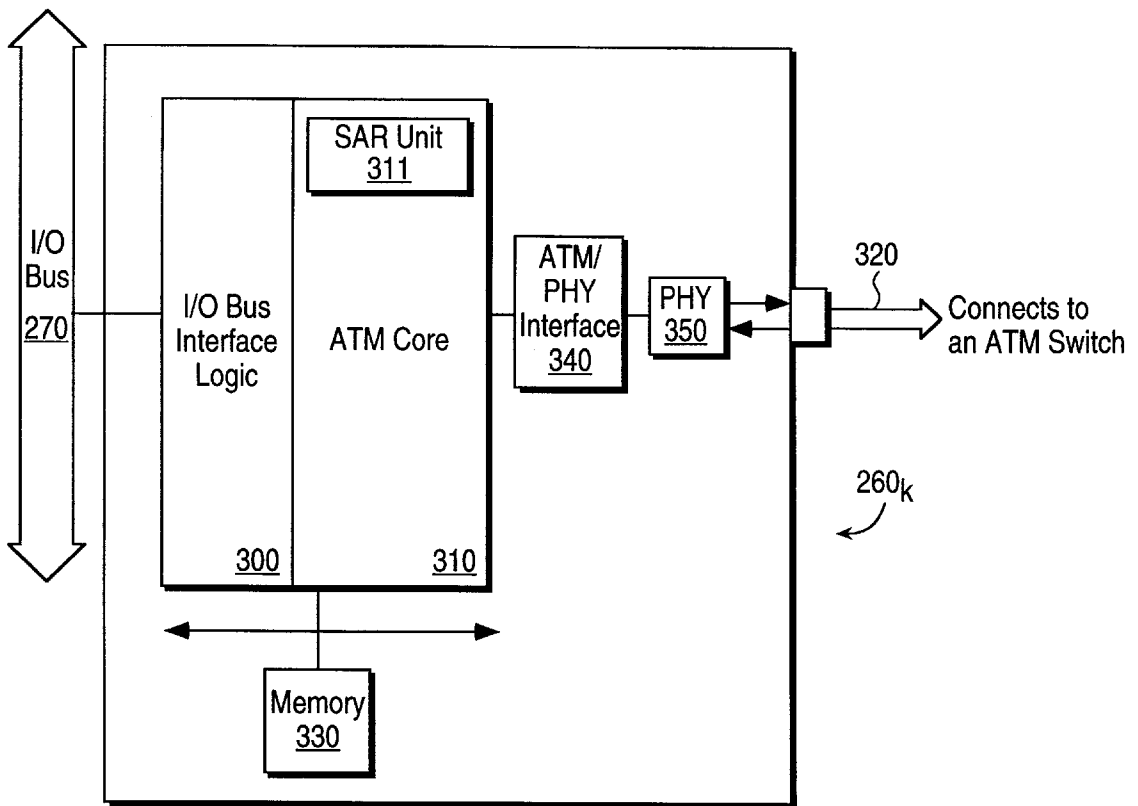 I/O
Bus
270
I/O Bus
Interface
Logic
300
SAR Unit
311
ATM Core
310
ATM/
PHY
Interface
340
PHY
350
320
Connects to
an ATM Switch
260k
Memory
330